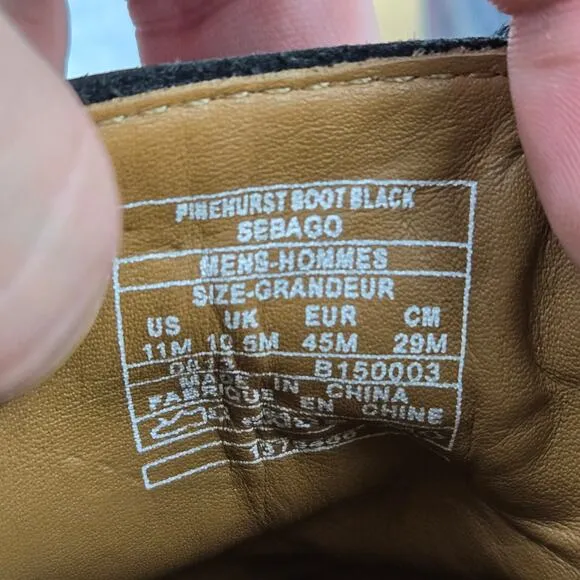 PINEHURST BOOT BLACK
SEBAGO
MENS-HOMMES
SIZE-GRANDEUR
US UK EUR CM
11M 10.5M 45M 29M
B150003
MADE IN CHINA
FABRIQUE EN CHINE